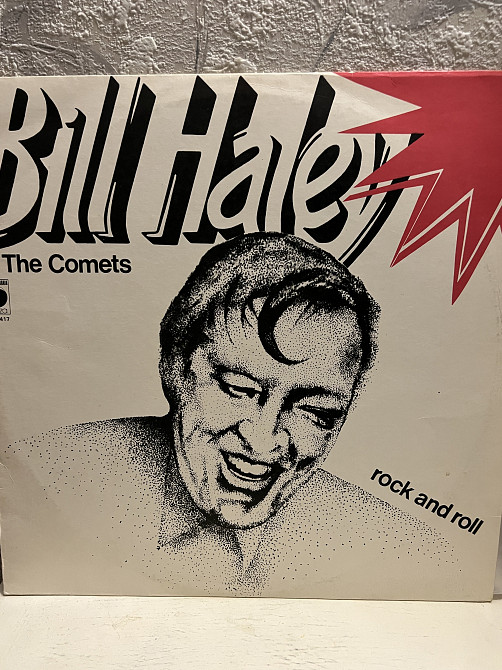 Bill Haley
The Comets
rock and roll